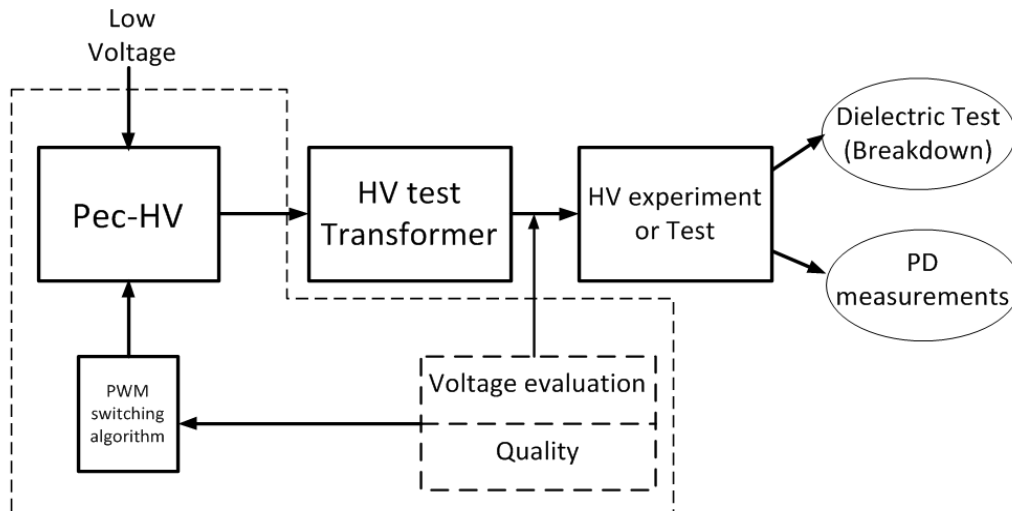 Low
Voltage
Pec-HV
HV test
Transformer
HV experiment
or Test
Dielectric Test
(Breakdown)
PD
measurements
PWM
switching
algorithm
Voltage evaluation
Quality